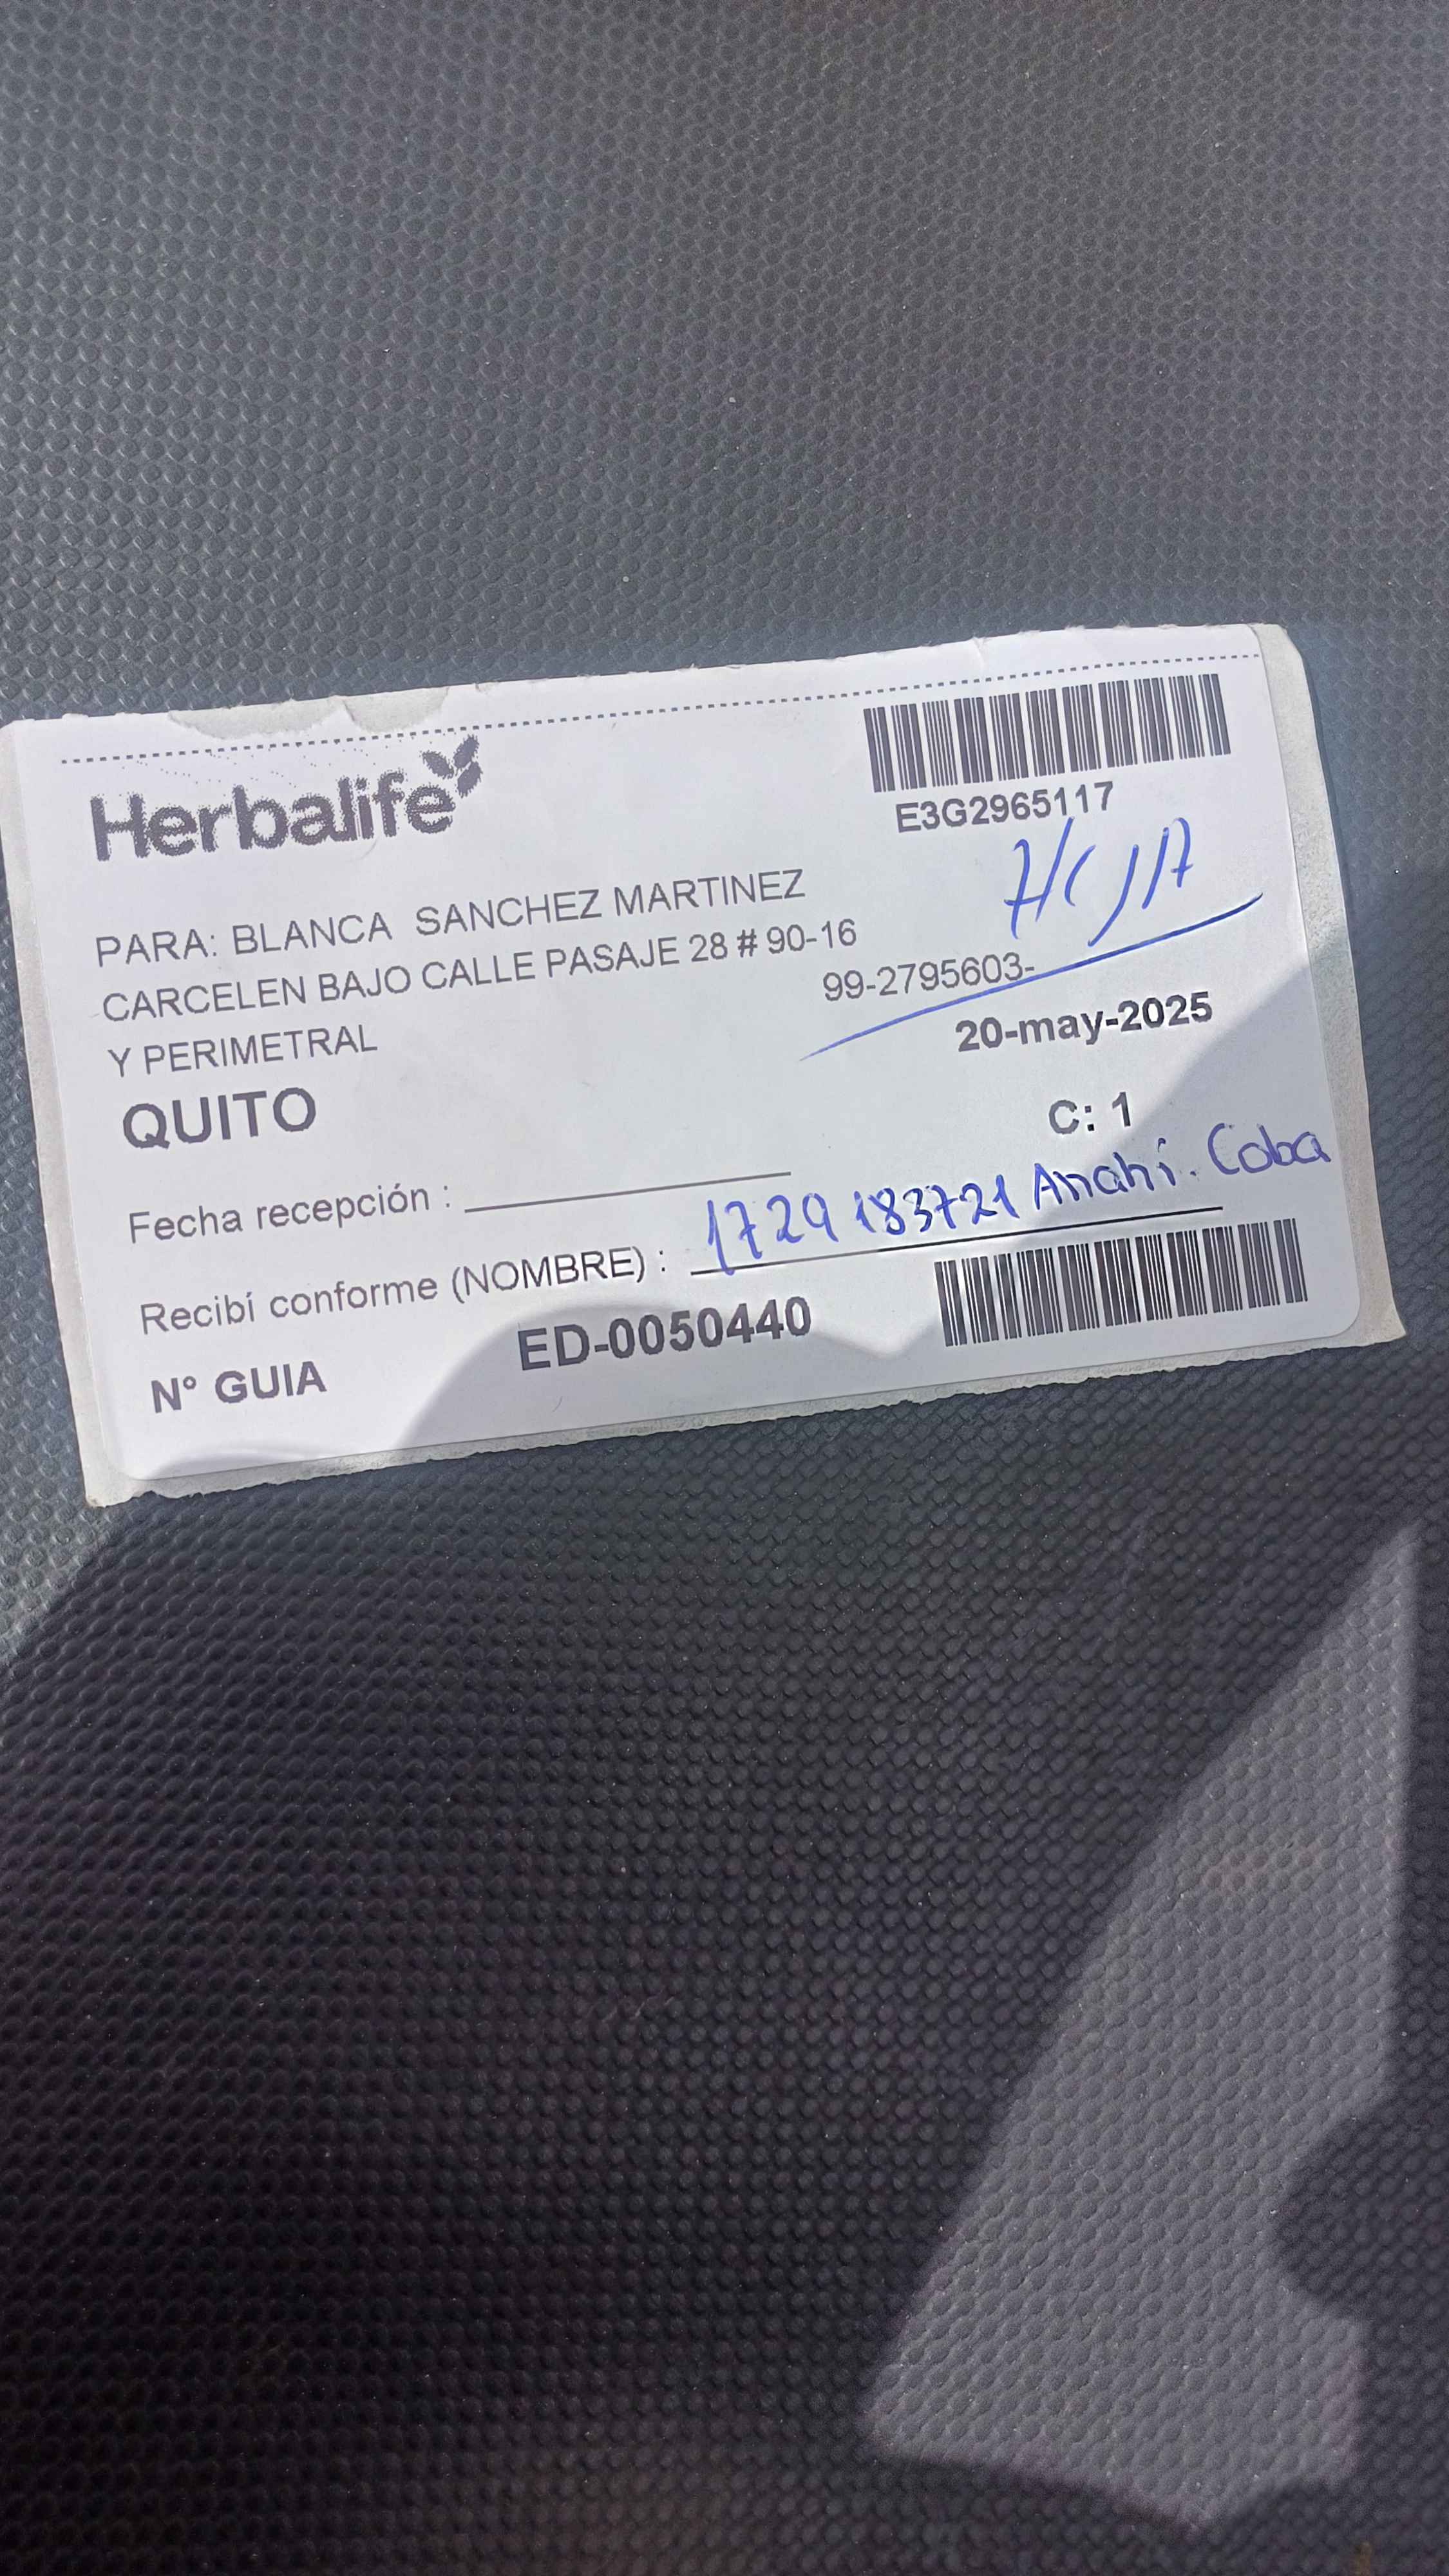 Herbalife
E3G2965117
PARA: BLANCA SANCHEZ MARTINEZ
CARCELEN BAJO CALLE PASAJE 28 # 90-16
Y PERIMETRAL
99-2795603-
20-may-2025
QUITO
C: 1
Fecha recepción :
Recibí conforme (NOMBRE) : 1729183721 Anahí. Coba
N° GUIA ED-0050440